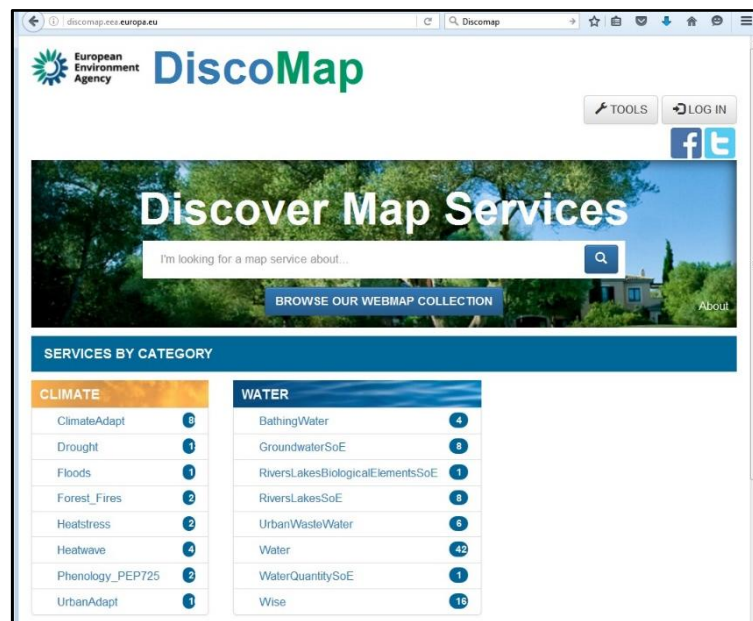 discomap.eea.europa.eu
Discomap
European
Environment
Agency
DiscoMap
TOOLS
LOG IN
Discover Map Services
I'm looking for a map service about...
BROWSE OUR WEBMAP COLLECTION
About
SERVICES BY CATEGORY
CLIMATE
ClimateAdapt 8
Drought 1
Floods 1
Forest_Fires 2
Heatstress 2
Heatwave 4
Phenology_PEP725 2
UrbanAdapt 1
WATER
BathingWater 4
GroundwaterSoE 8
RiversLakesBiologicalElementsSoE 1
RiversLakesSoE 8
UrbanWasteWater 6
Water 42
WaterQuantitySoE 1
Wise 16